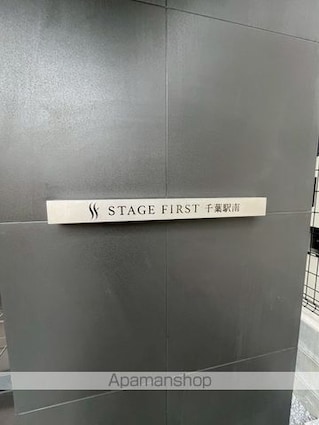 STAGE FIRST 千葉駅南
Apamanshop